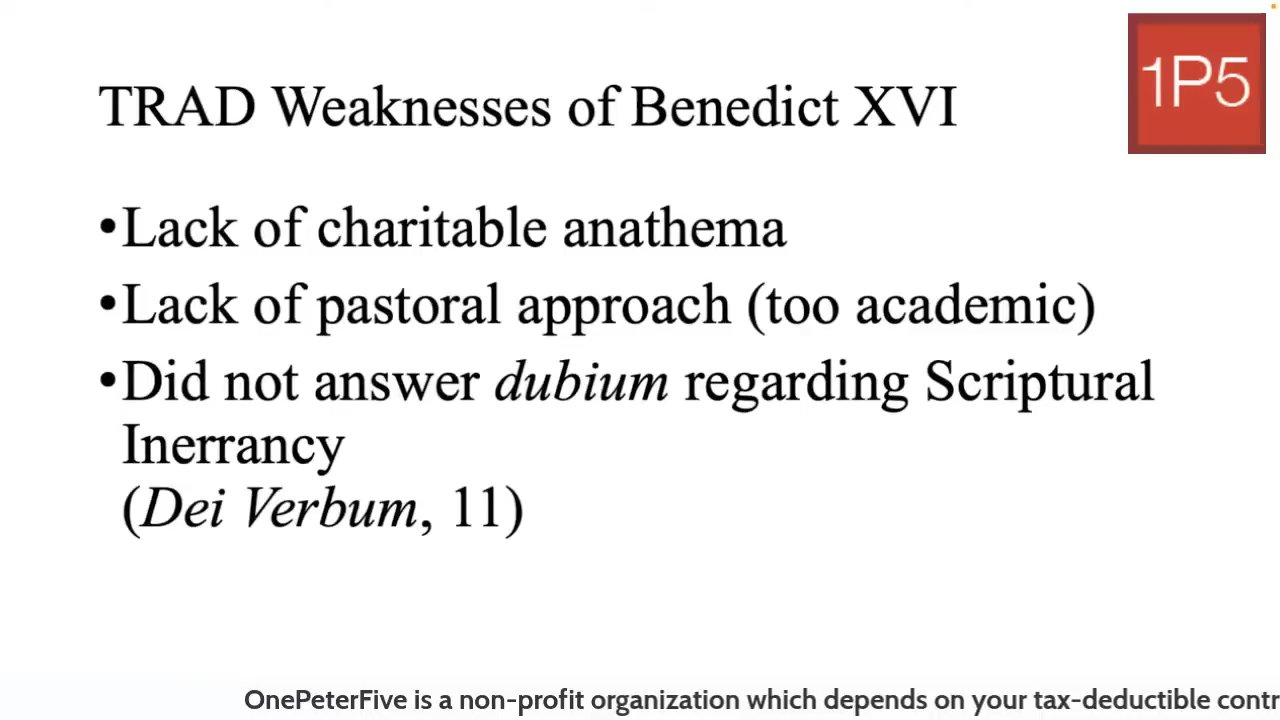 1P5
TRAD Weaknesses of Benedict XVI
•Lack of charitable anathema
•Lack of pastoral approach (too academic)
•Did not answer dubium regarding Scriptural
Inerrancy
(Dei Verbum, 11)
OnePeterFive is a non-profit organization which depends on your tax-deductible contr